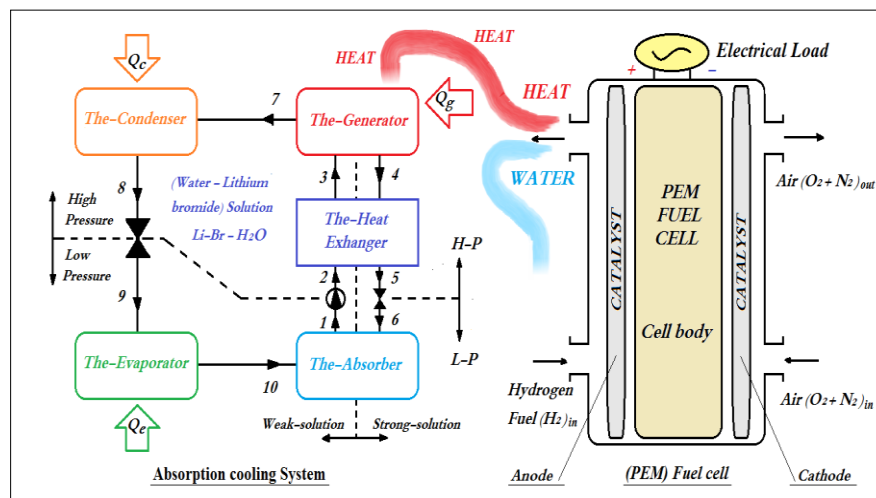 Qc
HEAT
HEAT
HEAT
Electrical Load
+ −
7
The-Condenser
The-Generator
Qg
8
3
4
(Water – Lithium
bromide) Solution
Li-Br – H2O
High
Pressure
Low
Pressure
The-Heat
Exhanger
H-P
WATER
Air (O2 + N2)out
PEM
FUEL
CELL
CATALYST
CATALYST
9
2
5
1
6
L-P
Cell body
The-Evaporator
The-Absorber
10
Qe
Weak-solution
Strong-solution
Hydrogen
Fuel (H2)in
Air (O2 + N2)in
Absorption cooling System
Anode
(PEM) Fuel cell
Cathode